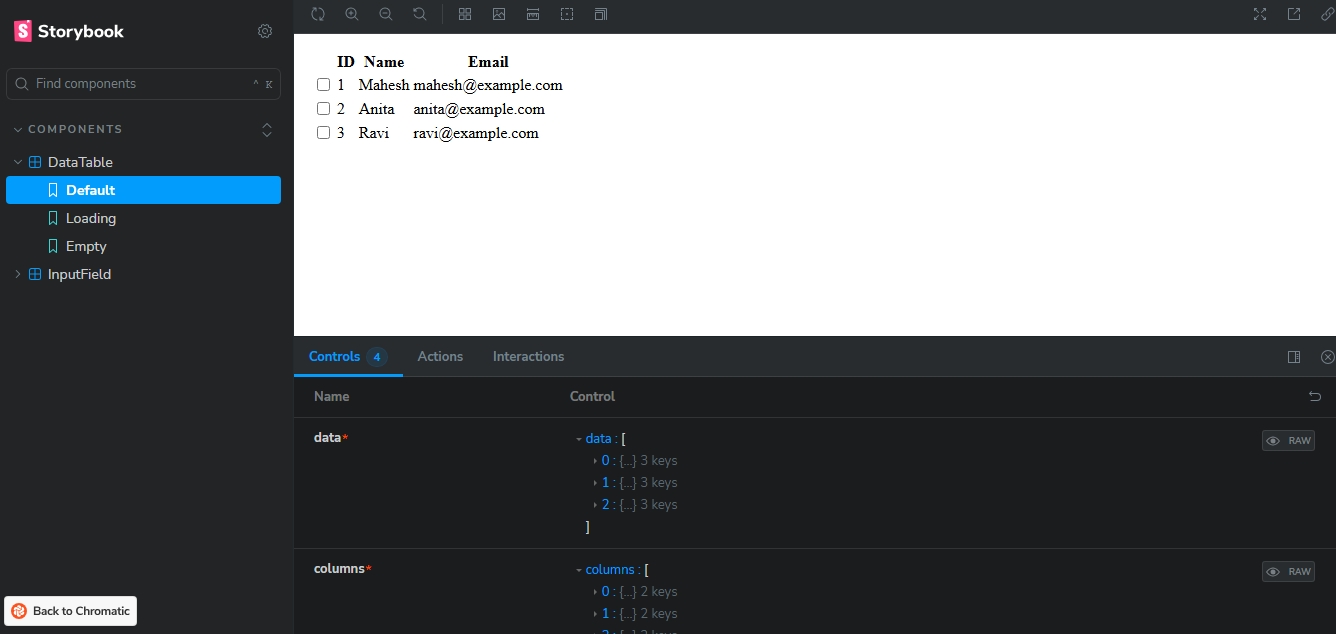 Storybook
Find components
^ K
COMPONENTS
DataTable
Default
Loading
Empty
InputField
Back to Chromatic
ID Name Email
1 Mahesh mahesh@example.com
2 Anita anita@example.com
3 Ravi ravi@example.com
Controls 4 Actions Interactions
Name Control
data* data : [
RAW
0 : {...} 3 keys
1 : {...} 3 keys
2 : {...} 3 keys
]
columns* columns : [
RAW
0 : {...} 2 keys
1 : {...} 2 keys
2 : {...} 2 keys